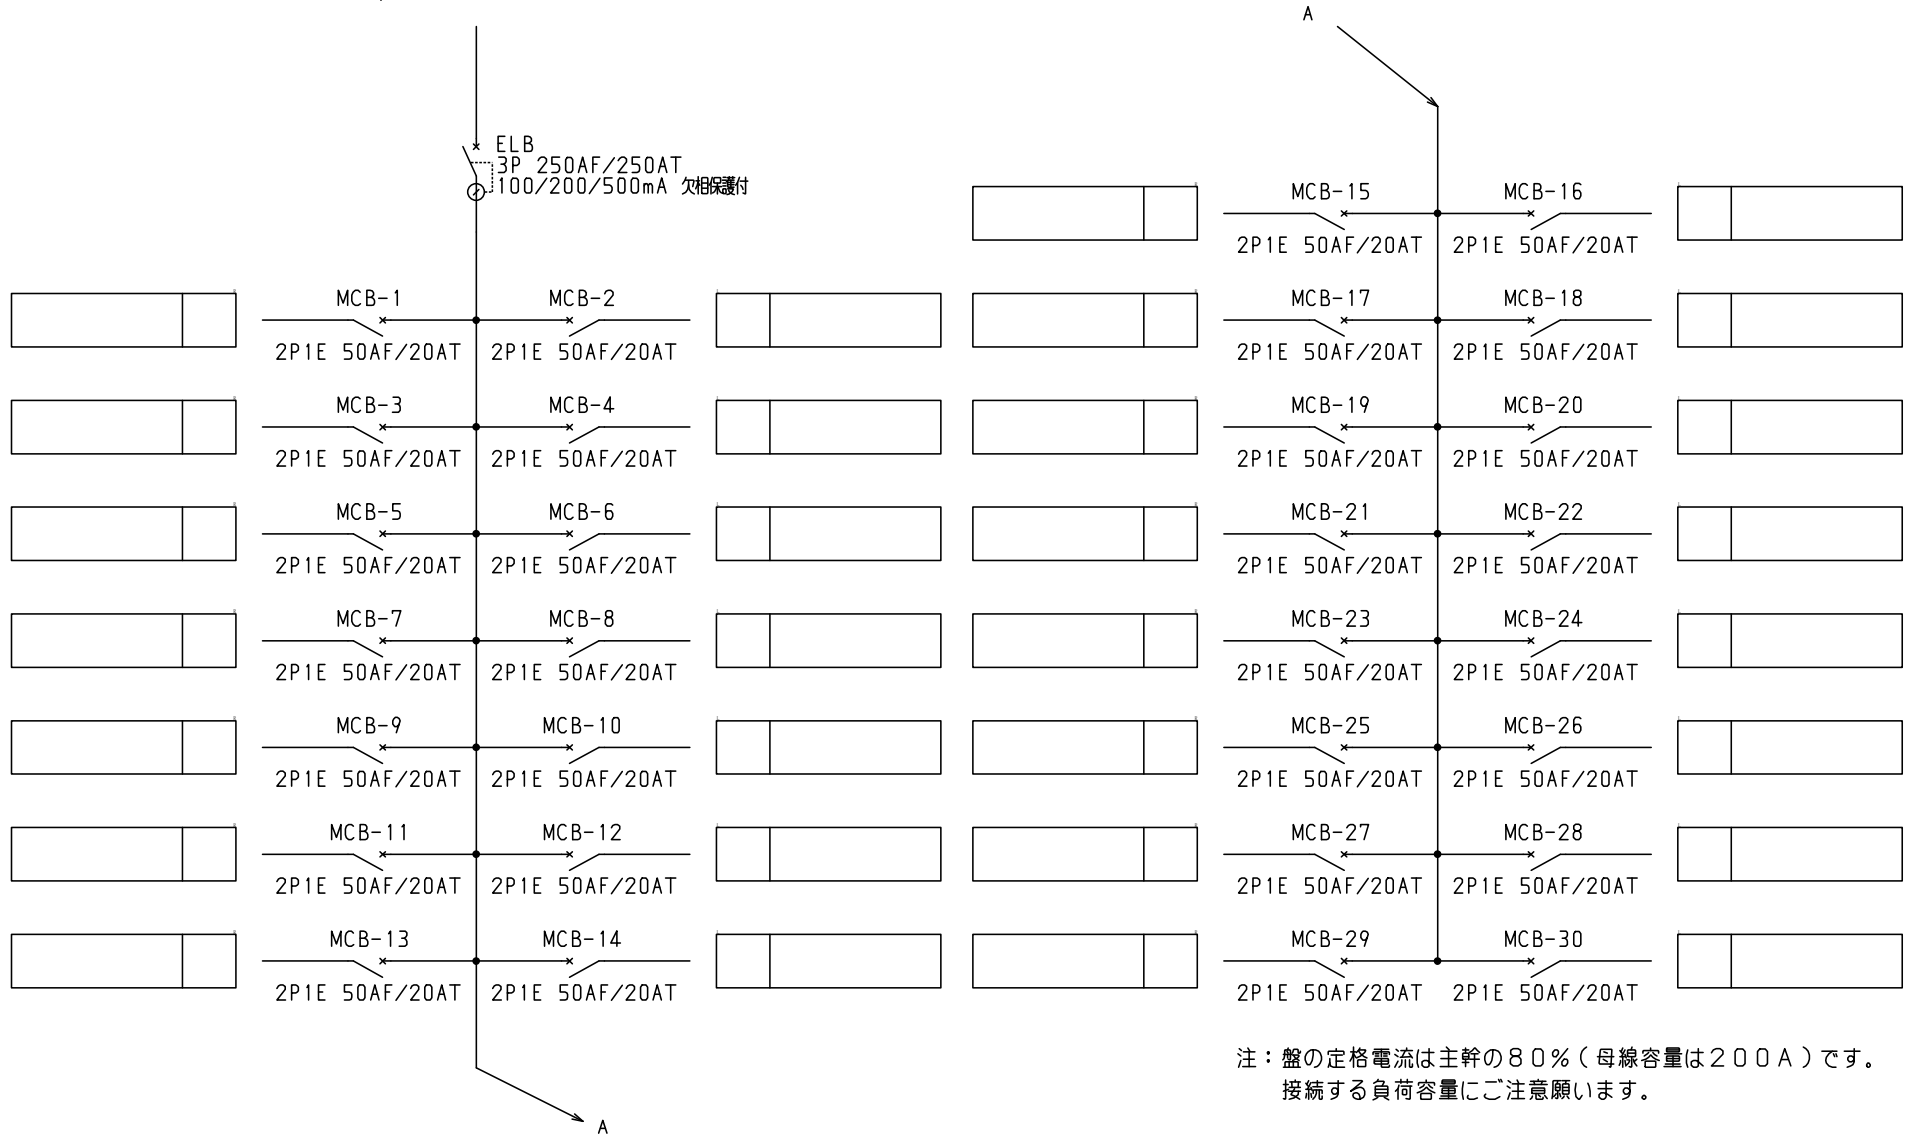 ELB
3P 250AF/250AT
100/200/500mA 欠相保護付
MCB-1 MCB-2
2P1E 50AF/20AT 2P1E 50AF/20AT
MCB-3 MCB-4
2P1E 50AF/20AT 2P1E 50AF/20AT
MCB-5 MCB-6
2P1E 50AF/20AT 2P1E 50AF/20AT
MCB-7 MCB-8
2P1E 50AF/20AT 2P1E 50AF/20AT
MCB-9 MCB-10
2P1E 50AF/20AT 2P1E 50AF/20AT
MCB-11 MCB-12
2P1E 50AF/20AT 2P1E 50AF/20AT
MCB-13 MCB-14
2P1E 50AF/20AT 2P1E 50AF/20AT
A
A
MCB-15 MCB-16
2P1E 50AF/20AT 2P1E 50AF/20AT
MCB-17 MCB-18
2P1E 50AF/20AT 2P1E 50AF/20AT
MCB-19 MCB-20
2P1E 50AF/20AT 2P1E 50AF/20AT
MCB-21 MCB-22
2P1E 50AF/20AT 2P1E 50AF/20AT
MCB-23 MCB-24
2P1E 50AF/20AT 2P1E 50AF/20AT
MCB-25 MCB-26
2P1E 50AF/20AT 2P1E 50AF/20AT
MCB-27 MCB-28
2P1E 50AF/20AT 2P1E 50AF/20AT
MCB-29 MCB-30
2P1E 50AF/20AT 2P1E 50AF/20AT
注：盤の定格電流は主幹の８０％（母線容量は２００Ａ）です。
接続する負荷容量にご注意願います。